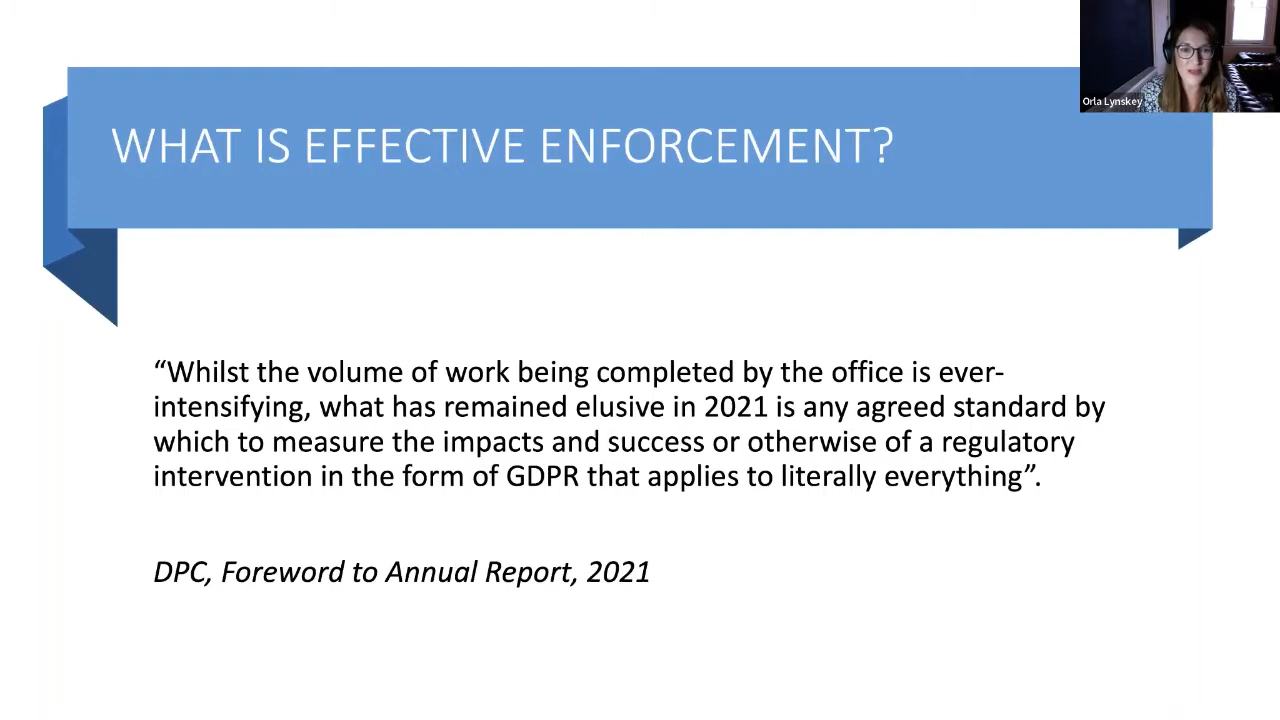 Orla Lynskey
WHAT IS EFFECTIVE ENFORCEMENT?
“Whilst the volume of work being completed by the office is ever-
intensifying, what has remained elusive in 2021 is any agreed standard by
which to measure the impacts and success or otherwise of a regulatory
intervention in the form of GDPR that applies to literally everything”.
DPC, Foreword to Annual Report, 2021